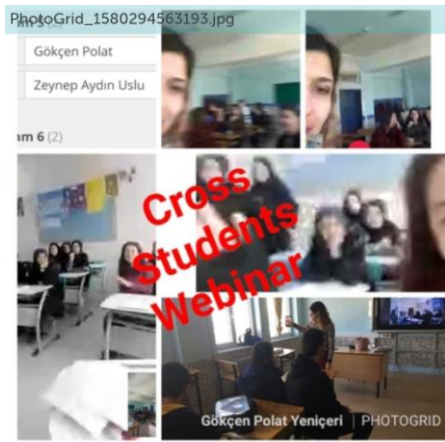 PhotoGrid_1580294563193.jpg
Gökçen Polat
Zeynep Aydın Uslu
am 6 (2)
Cross
Students
Webinar
Gökçen Polat Yeniçeri | PHOTOGRID